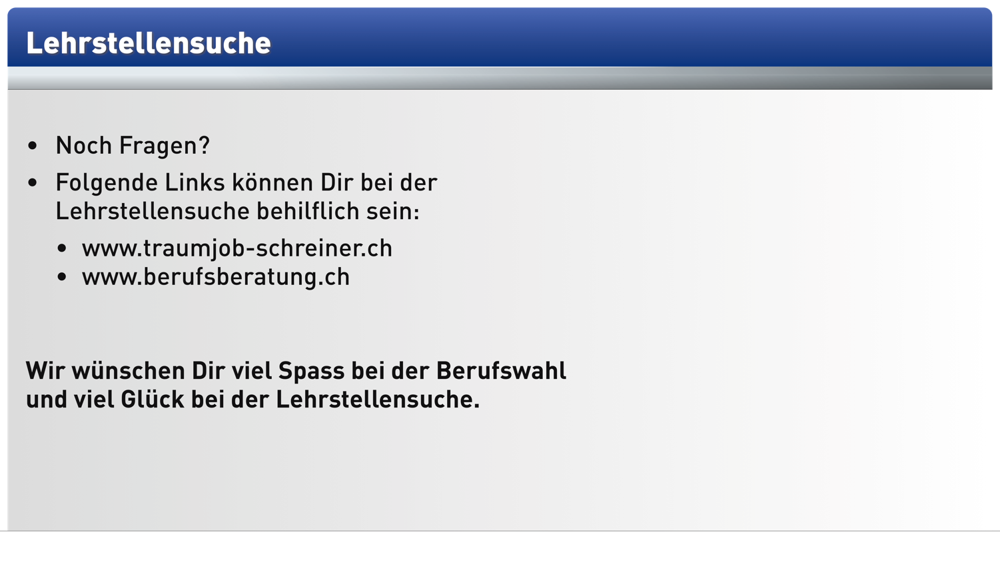 Lehrstellensuche
• Noch Fragen?
• Folgende Links können Dir bei der
Lehrstellensuche behilflich sein:
• www.traumjob-schreiner.ch
• www.berufsberatung.ch
Wir wünschen Dir viel Spass bei der Berufswahl
und viel Glück bei der Lehrstellensuche.